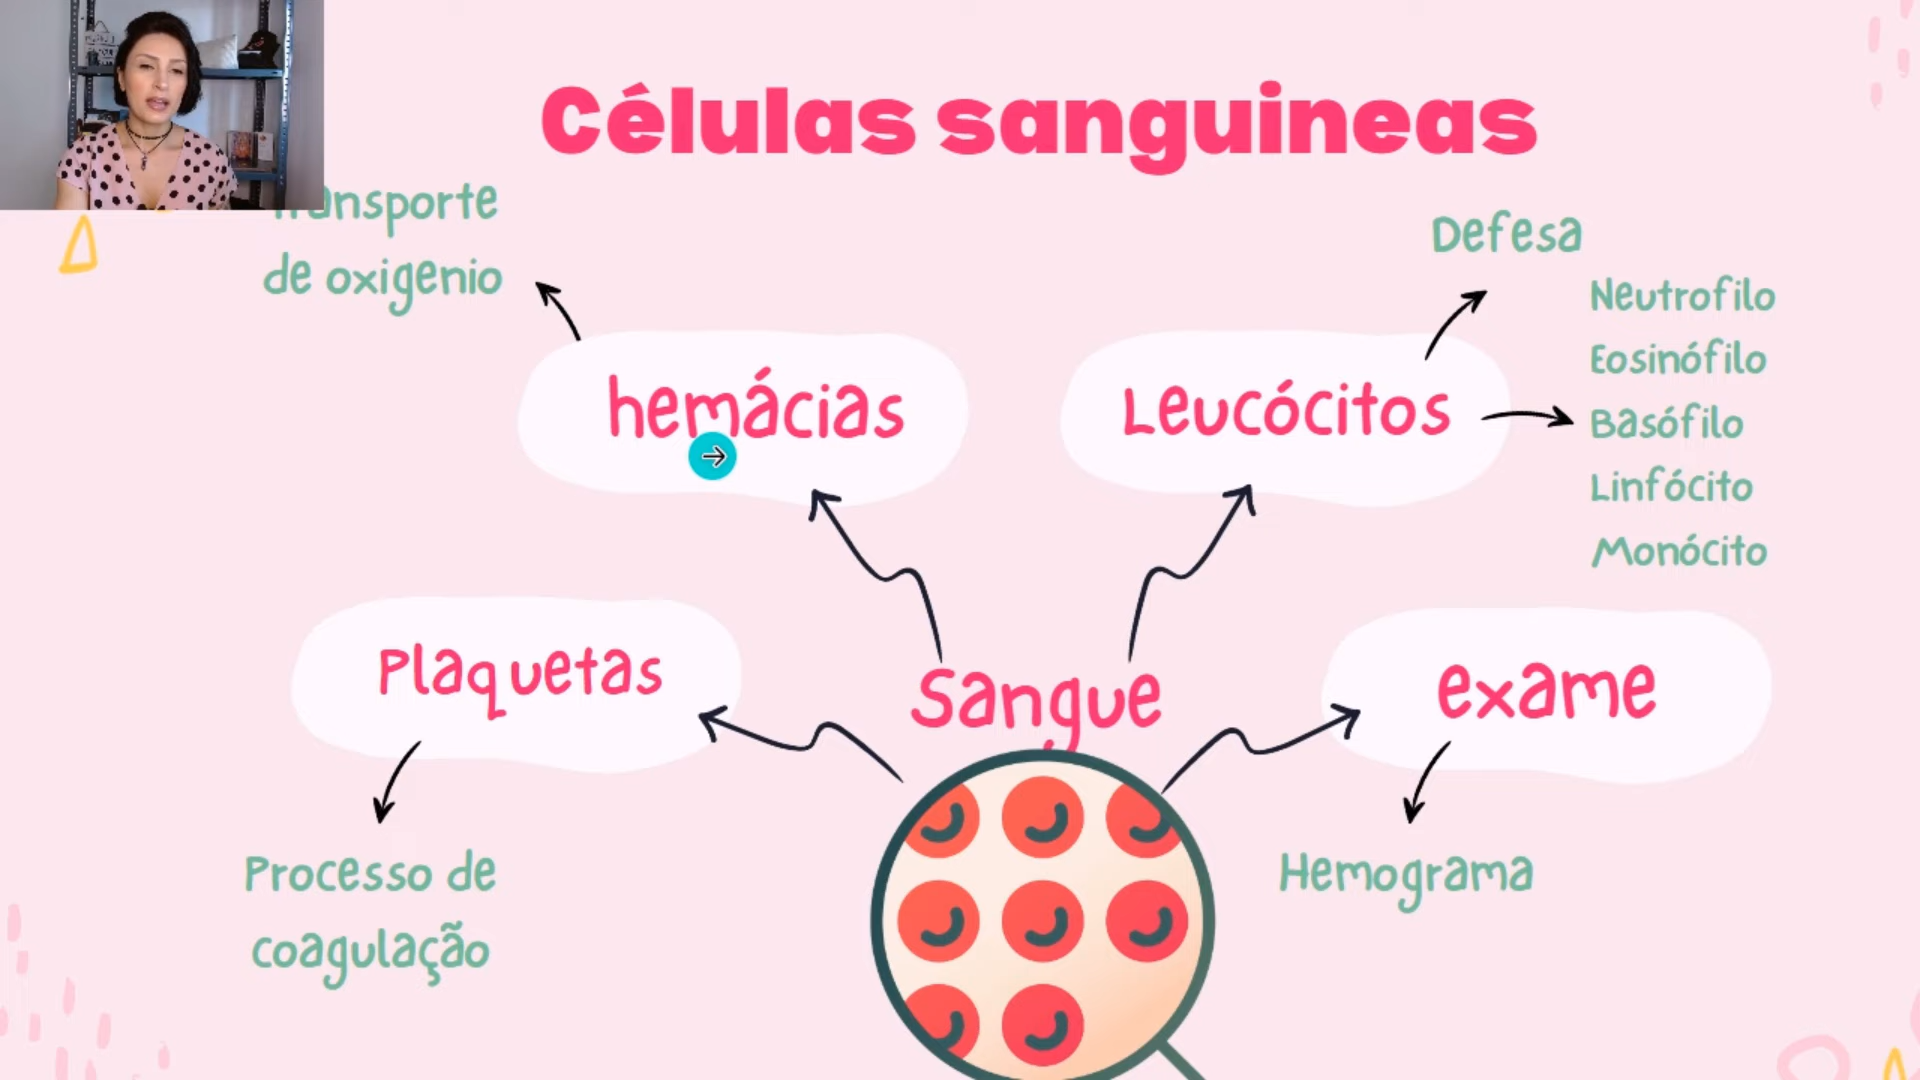 Células sanguineas
Transporte
de oxigenio
hemácias
Defesa
Leucócitos
Neutrofilo
Eosinófilo
Basófilo
Linfócito
Monócito
Plaquetas
Processo de
coagulação
Sangue
exame
Hemograma